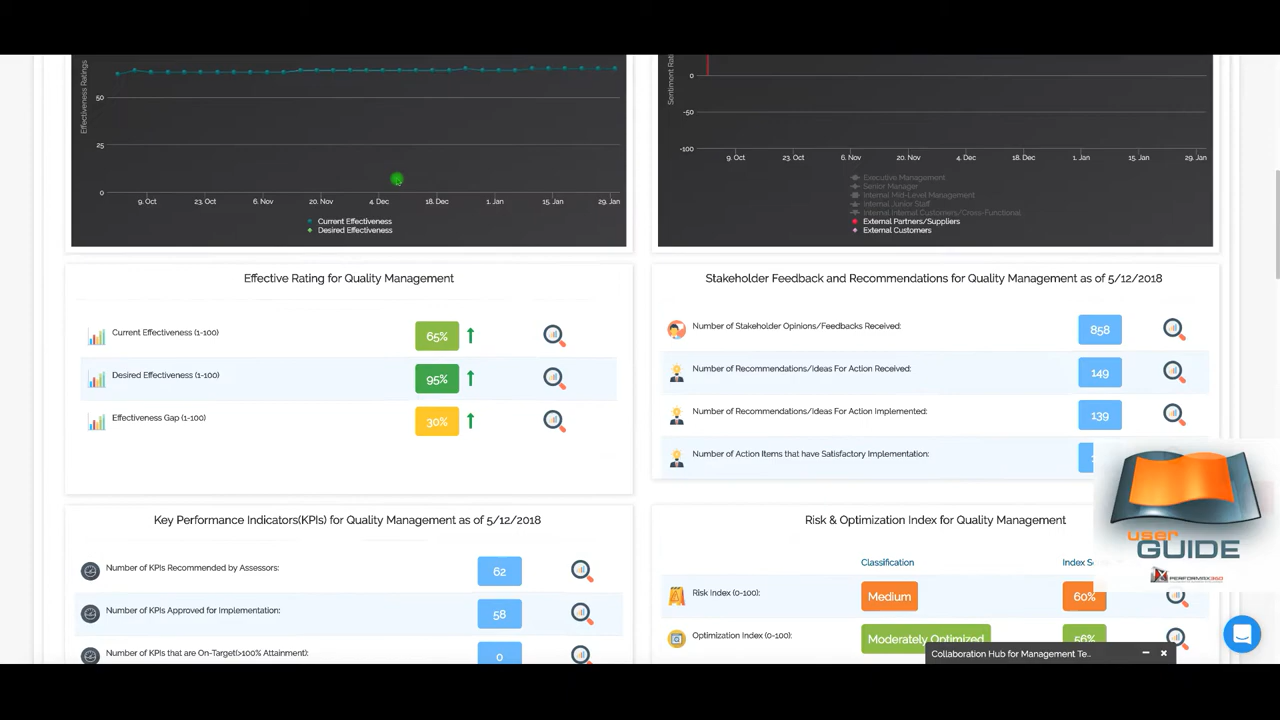 Effectiveness Ratings
50
25
0
9. Oct 23. Oct 6. Nov 20. Nov 4. Dec 18. Dec 1. Jan 15. Jan 29. Jan
Current Effectiveness
Desired Effectiveness
0
-50
-100
9. Oct 23. Oct 6. Nov 20. Nov 4. Dec 18. Dec 1. Jan 15. Jan 29. Jan
Executive Management
Senior Manager
Internal Mid-Level Management
Internal Junior Staff
Internal Internal Customers/Cross-Functional
External Partners/Suppliers
External Customers
Effective Rating for Quality Management
Current Effectiveness (1-100) 65%
Desired Effectiveness (1-100) 95%
Effectiveness Gap (1-100) 30%
Stakeholder Feedback and Recommendations for Quality Management as of 5/12/2018
Number of Stakeholder Opinions/Feedbacks Received: 858
Number of Recommendations/Ideas For Action Received: 149
Number of Recommendations/Ideas For Action Implemented: 139
Number of Action Items that have Satisfactory Implementation:
Key Performance Indicators(KPIs) for Quality Management as of 5/12/2018
Number of KPIs Recommended by Assessors: 62
Number of KPIs Approved for Implementation: 58
Number of KPIs that are On-Target(>100% Attainment): 0
Risk & Optimization Index for Quality Management
Classification
Risk Index (0-100): Medium 60%
Optimization Index (0-100): Moderately Optimized 56%
user
GUIDE
PERFORMSX360
Collaboration Hub for Management Te...